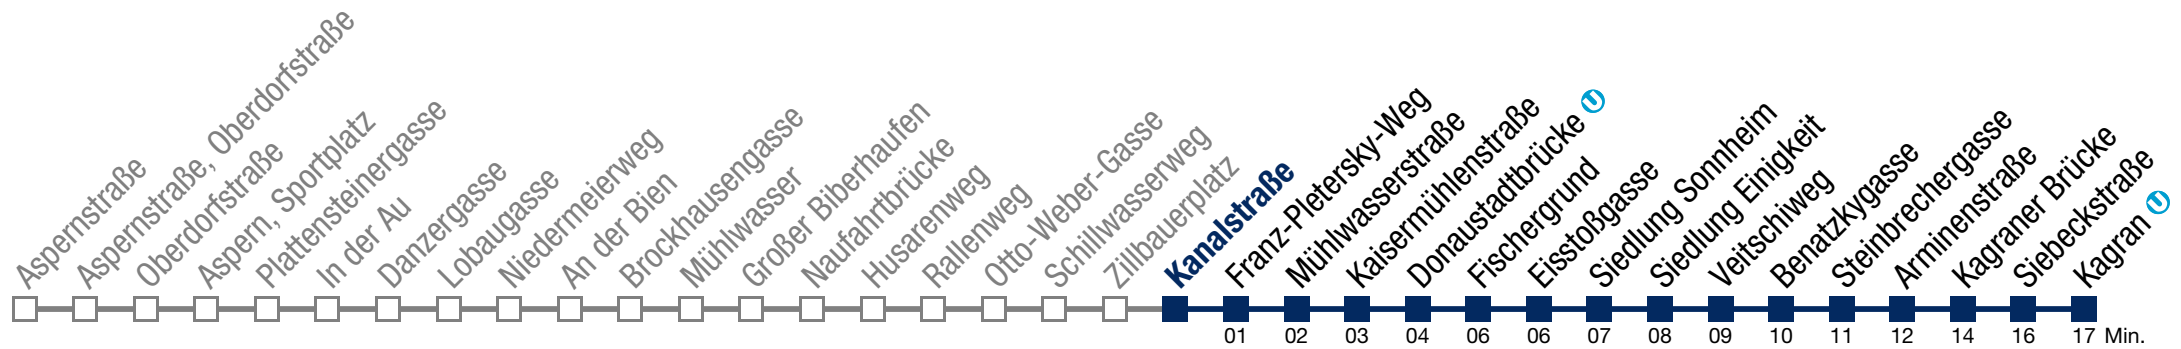 Aspernstraße
Aspernstraße, Oberdorfstraße
Oberdorfstraße
Aspern, Sportplatz
Plattensteinergasse
In der Au
Danzergasse
Lobaugasse
Niedermeierweg
An der Bien
Brockhausengasse
Mühlwasser
Großer Biberhaufen
Naufahrtbrücke
Husarenweg
Rallenweg
Otto-Weber-Gasse
Schillwasserweg
Zillbauerplatz
Kanalstraße
Franz-Pletersky-Weg
Mühlwasserstraße
Kaisermühlenstraße
Donaustadtbrücke U
Fischergrund
Eisstoßgasse
Siedlung Sonnheim
Siedlung Einigkeit
Veitschiweg
Benatzkygasse
Steinbrechergasse
Arminenstraße
Kagraner Brücke
Siebeckstraße
Kagran U
01 02 03 04 06 06 07 08 09 10 11 12 14 16 17 Min.